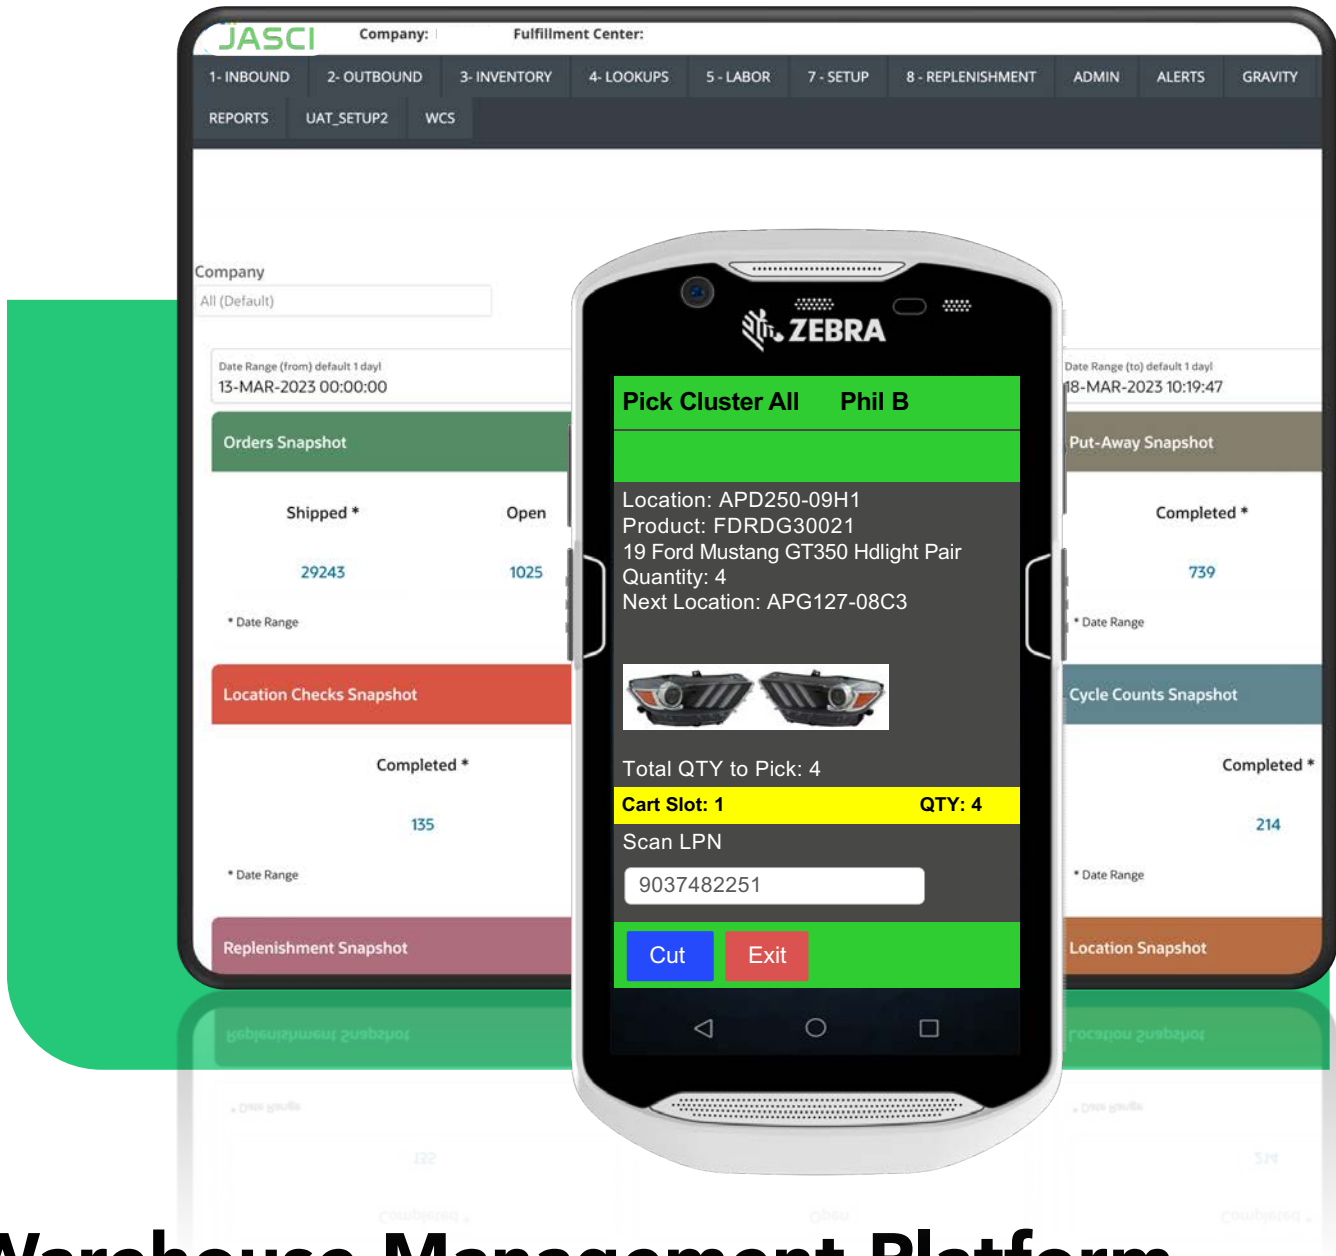 JASCI Company: Fulfillment Center:
1- INBOUND 2- OUTBOUND 3- INVENTORY 4- LOOKUPS 5 - LABOR 7 - SETUP 8 - REPLENISHMENT ADMIN ALERTS GRAVITY
REPORTS UAT_SETUP2 WCS
Company
All (Default)
Date Range (from) default 1 day!
13-MAR-2023 00:00:00
Date Range (to) default 1 day!
18-MAR-2023 10:19:47
Orders Snapshot
Put-Away Snapshot
Shipped * Open
Completed *
29243 1025
739
* Date Range
* Date Range
Location Checks Snapshot
Cycle Counts Snapshot
Completed *
Completed *
135
214
* Date Range
* Date Range
Replenishment Snapshot
Location Snapshot
ZEBRA
Pick Cluster All Phil B
Location: APD250-09H1
Product: FDRDG30021
19 Ford Mustang GT350 Hdlight Pair
Quantity: 4
Next Location: APG127-08C3
Total QTY to Pick: 4
Cart Slot: 1 QTY: 4
Scan LPN
9037482251
Cut Exit
Warehouse Management Platform